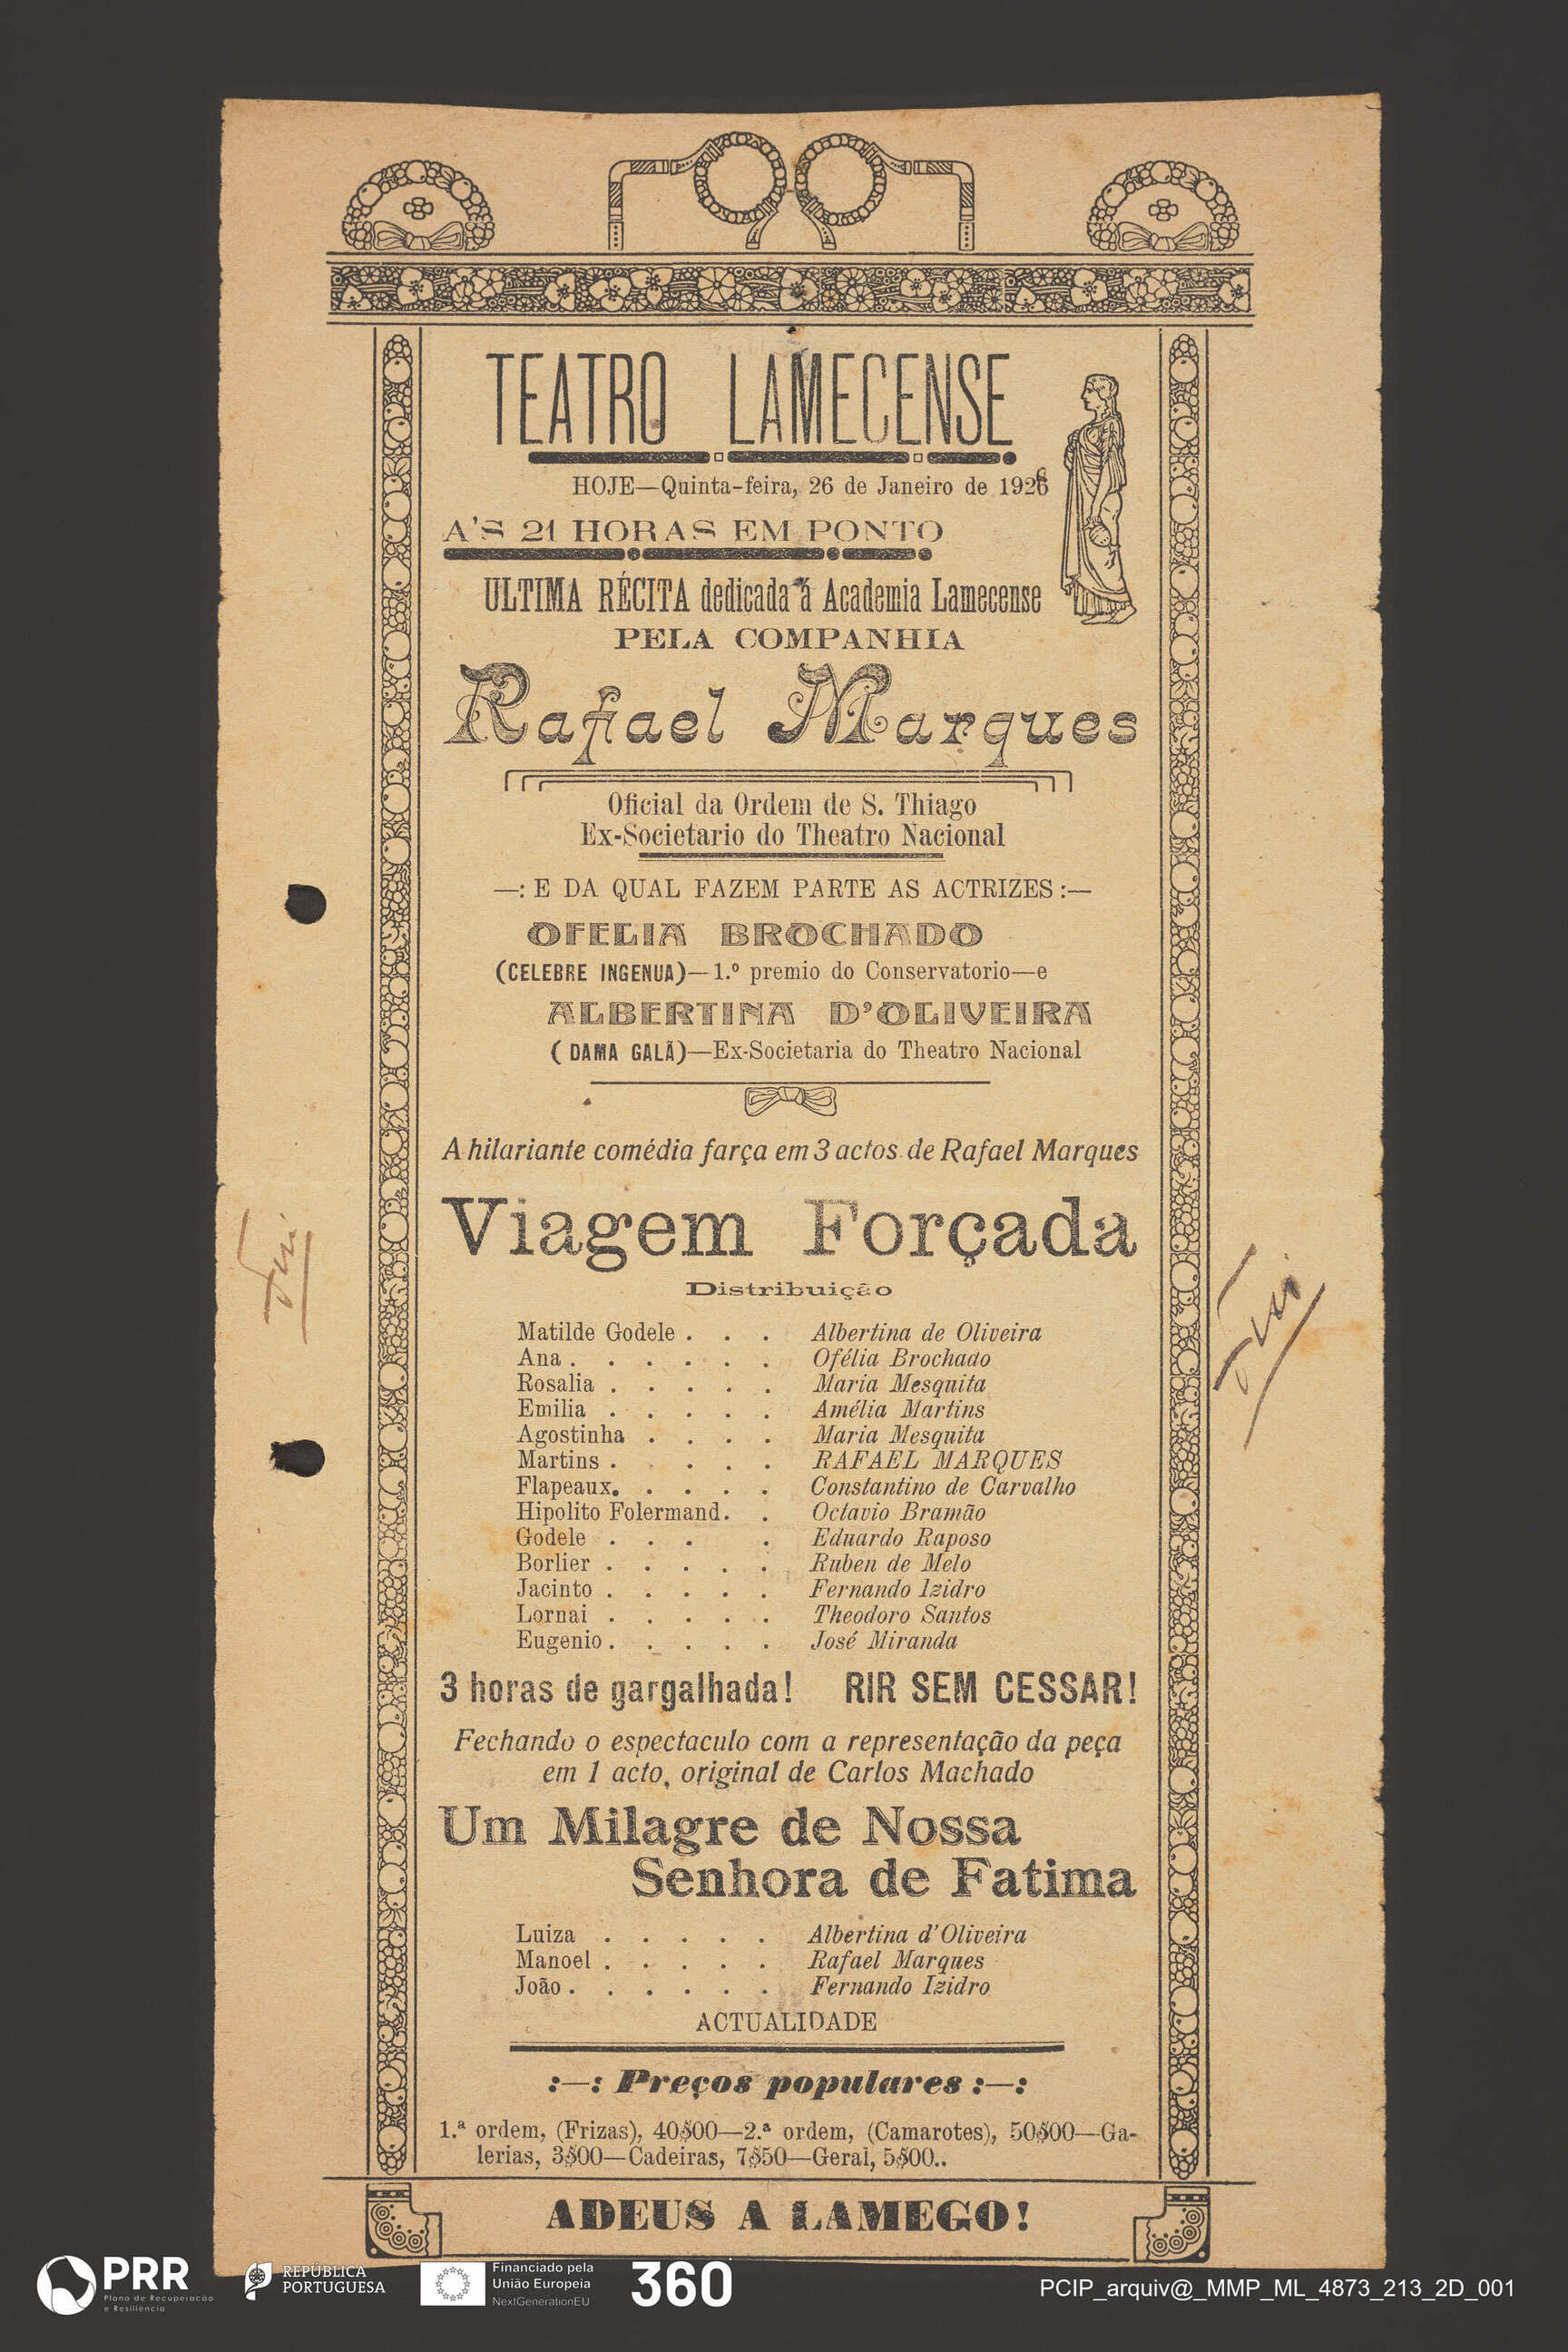 TEATRO LAMECENSE
HOJE—Quinta-feira, 26 de Janeiro de 1926
A'S 21 HORAS EM PONTO
ULTIMA RÉCITA dedicada á Academia Lamecense
PELA COMPANHIA
Rafael Marques
Oficial da Ordem de S. Thiago
Ex-Societario do Theatro Nacional
—: E DA QUAL FAZEM PARTE AS ACTRIZES :—
OFELIA BROCHADO
(CELEBRE INGENUA)—1.º premio do Conservatorio—e
ALBERTINA D'OLIVEIRA
( DAMA GALÃ)—Ex-Societaria do Theatro Nacional
A hilariante comédia farça em 3 actos de Rafael Marques
Viagem Forçada
Distribuição
Matilde Godele . . . Albertina de Oliveira
Ana . . . . . . Ofélia Brochado
Rosalia . . . . . Maria Mesquita
Emilia . . . . . Amélia Martins
Agostinha . . . . Maria Mesquita
Martins . . . . . RAFAEL MARQUES
Flapeaux. . . . . Constantino de Carvalho
Hipolito Folermand. . Octavio Bramão
Godele . . . . Eduardo Raposo
Borlier . . . . . Ruben de Melo
Jacinto . . . . . Fernando Izidro
Lornai . . . . . Theodoro Santos
Eugenio . . . . . José Miranda
3 horas de gargalhada! RIR SEM CESSAR!
Fechando o espectaculo com a representação da peça
em 1 acto, original de Carlos Machado
Um Milagre de Nossa
Senhora de Fatima
Luiza . . . . . Albertina d'Oliveira
Manoel . . . . . Rafael Marques
João . . . . . . Fernando Izidro
ACTUALIDADE
:—: Preços populares :—:
1.ª ordem, (Frizas), 40$00—2.ª ordem, (Camarotes), 50$00—Ga-
lerias, 3$00—Cadeiras, 7$50—Geral, 5$00..
ADEUS A LAMEGO!
PRR
Plano de Recuperação
e Resiliência
REPÚBLICA
PORTUGUESA
Financiado pela
União Europeia
NextGenerationEU
360
PCIP_arquiv@_MMP_ML_4873_213_2D_001